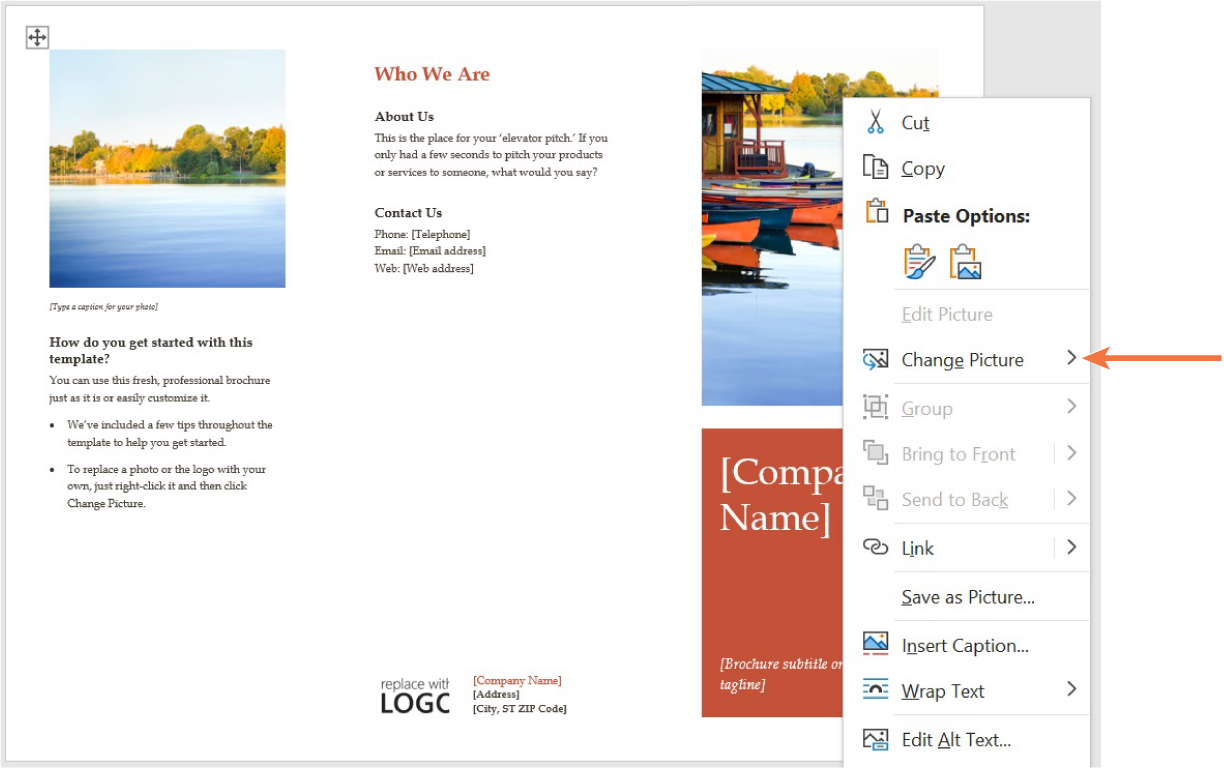 [Type a caption for your photo]
How do you get started with this
template?
You can use this fresh, professional brochure
just as it is or easily customize it.
• We’ve included a few tips throughout the
template to help you get started.
• To replace a photo or the logo with your
own, just right-click it and then click
Change Picture.
Who We Are
About Us
This is the place for your ‘elevator pitch.’ If you
only had a few seconds to pitch your products
or services to someone, what would you say?
Contact Us
Phone: [Telephone]
Email: [Email address]
Web: [Web address]
replace with
LOGC
[Company Name]
[Address]
[City, ST ZIP Code]
[Compa
Name]
[Brochure subtitle or
tagline]
Cut
Copy
Paste Options:
Edit Picture
Change Picture
Group
Bring to Front
Send to Back
Link
Save as Picture...
Insert Caption...
Wrap Text
Edit Alt Text...